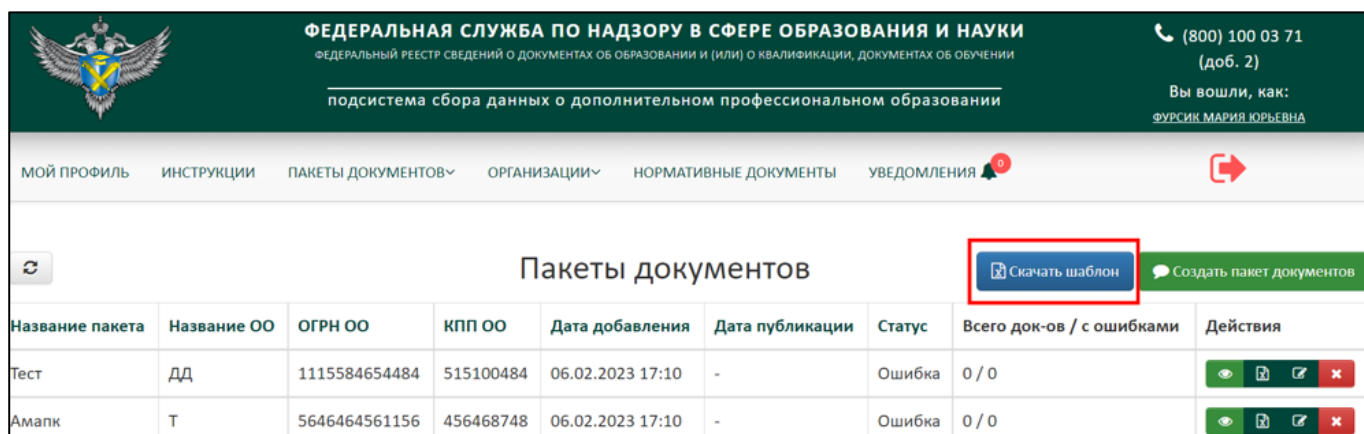 ФЕДЕРАЛЬНАЯ СЛУЖБА ПО НАДЗОРУ В СФЕРЕ ОБРАЗОВАНИЯ И НАУКИ
ФЕДЕРАЛЬНЫЙ РЕЕСТР СВЕДЕНИЙ О ДОКУМЕНТАХ ОБ ОБРАЗОВАНИИ И (ИЛИ) О КВАЛИФИКАЦИИ, ДОКУМЕНТАХ ОБ ОБУЧЕНИИ
подсистема сбора данных о дополнительном профессиональном образовании
(800) 100 03 71
(доб. 2)
Вы вошли, как:
ФУРСИК МАРИЯ ЮРЬЕВНА
МОЙ ПРОФИЛЬ ИНСТРУКЦИИ ПАКЕТЫ ДОКУМЕНТОВ ОРГАНИЗАЦИИ НОРМАТИВНЫЕ ДОКУМЕНТЫ УВЕДОМЛЕНИЯ 0
Пакеты документов Скачать шаблон Создать пакет документов
Название пакета Название ОО ОГРН ОО КПП ОО Дата добавления Дата публикации Статус Всего док-ов / с ошибками Действия
Тест ДД 1115584654484 515100484 06.02.2023 17:10 - Ошибка 0 / 0
Амапк Т 5646464561156 456468748 06.02.2023 17:10 - Ошибка 0 / 0